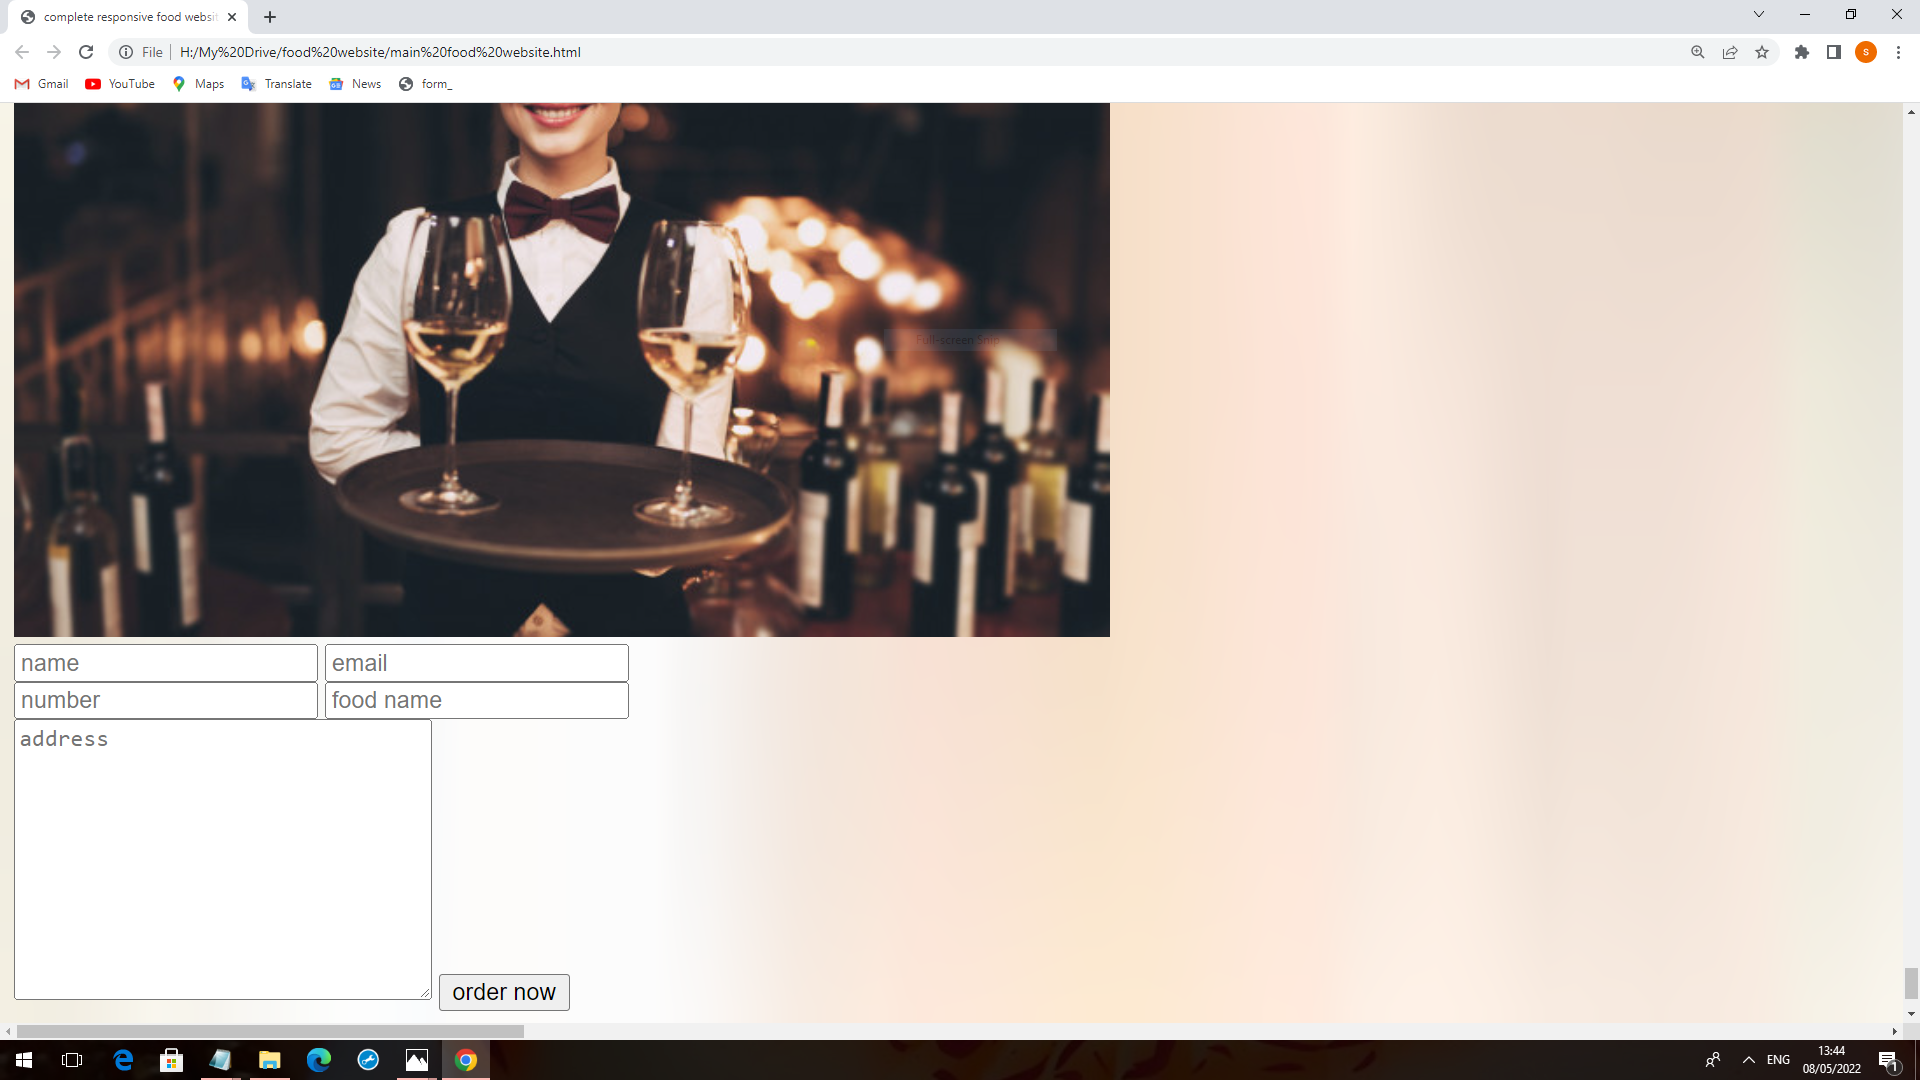 complete responsive food websit
File
H:/My%20Drive/food%20website/main%20food%20website.html
s
Gmail
YouTube
Maps
Translate
News
form_
Full-screen Snip
name
email
number
food name
address
order now
ENG
13:44
08/05/2022
1